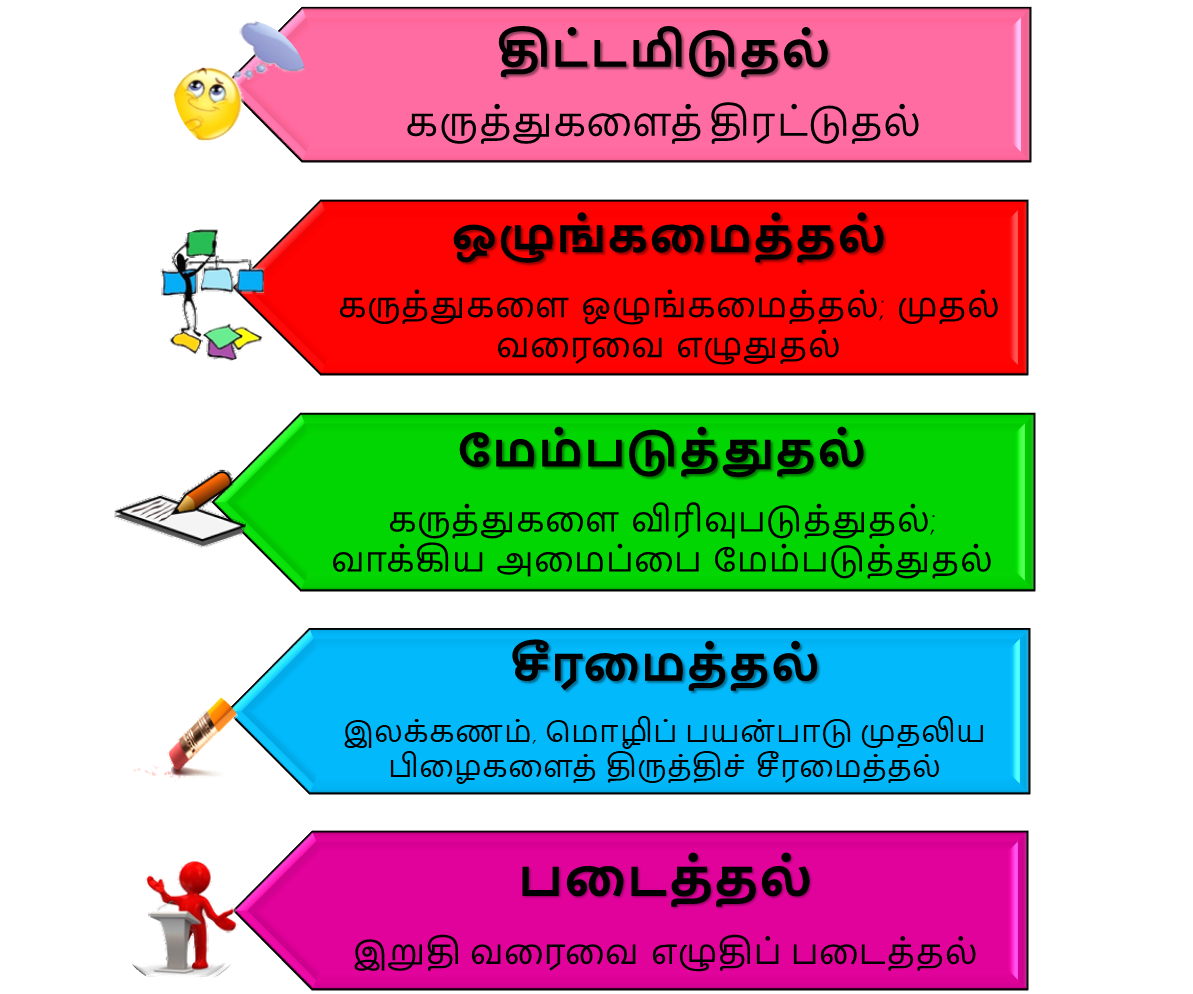 திட்டமிடுதல்
கருத்துகளைத் திரட்டுதல்
ஒழுங்கமைத்தல்
கருத்துகளை ஒழுங்கமைத்தல்; முதல்
வரைவை எழுதுதல்
மேம்படுத்துதல்
கருத்துகளை விரிவுபடுத்துதல்;
வாக்கிய அமைப்பை மேம்படுத்துதல்
சீரமைத்தல்
இலக்கணம், மொழிப் பயன்பாடு முதலிய
பிழைகளைத் திருத்திச் சீரமைத்தல்
படைத்தல்
இறுதி வரைவை எழுதிப் படைத்தல்